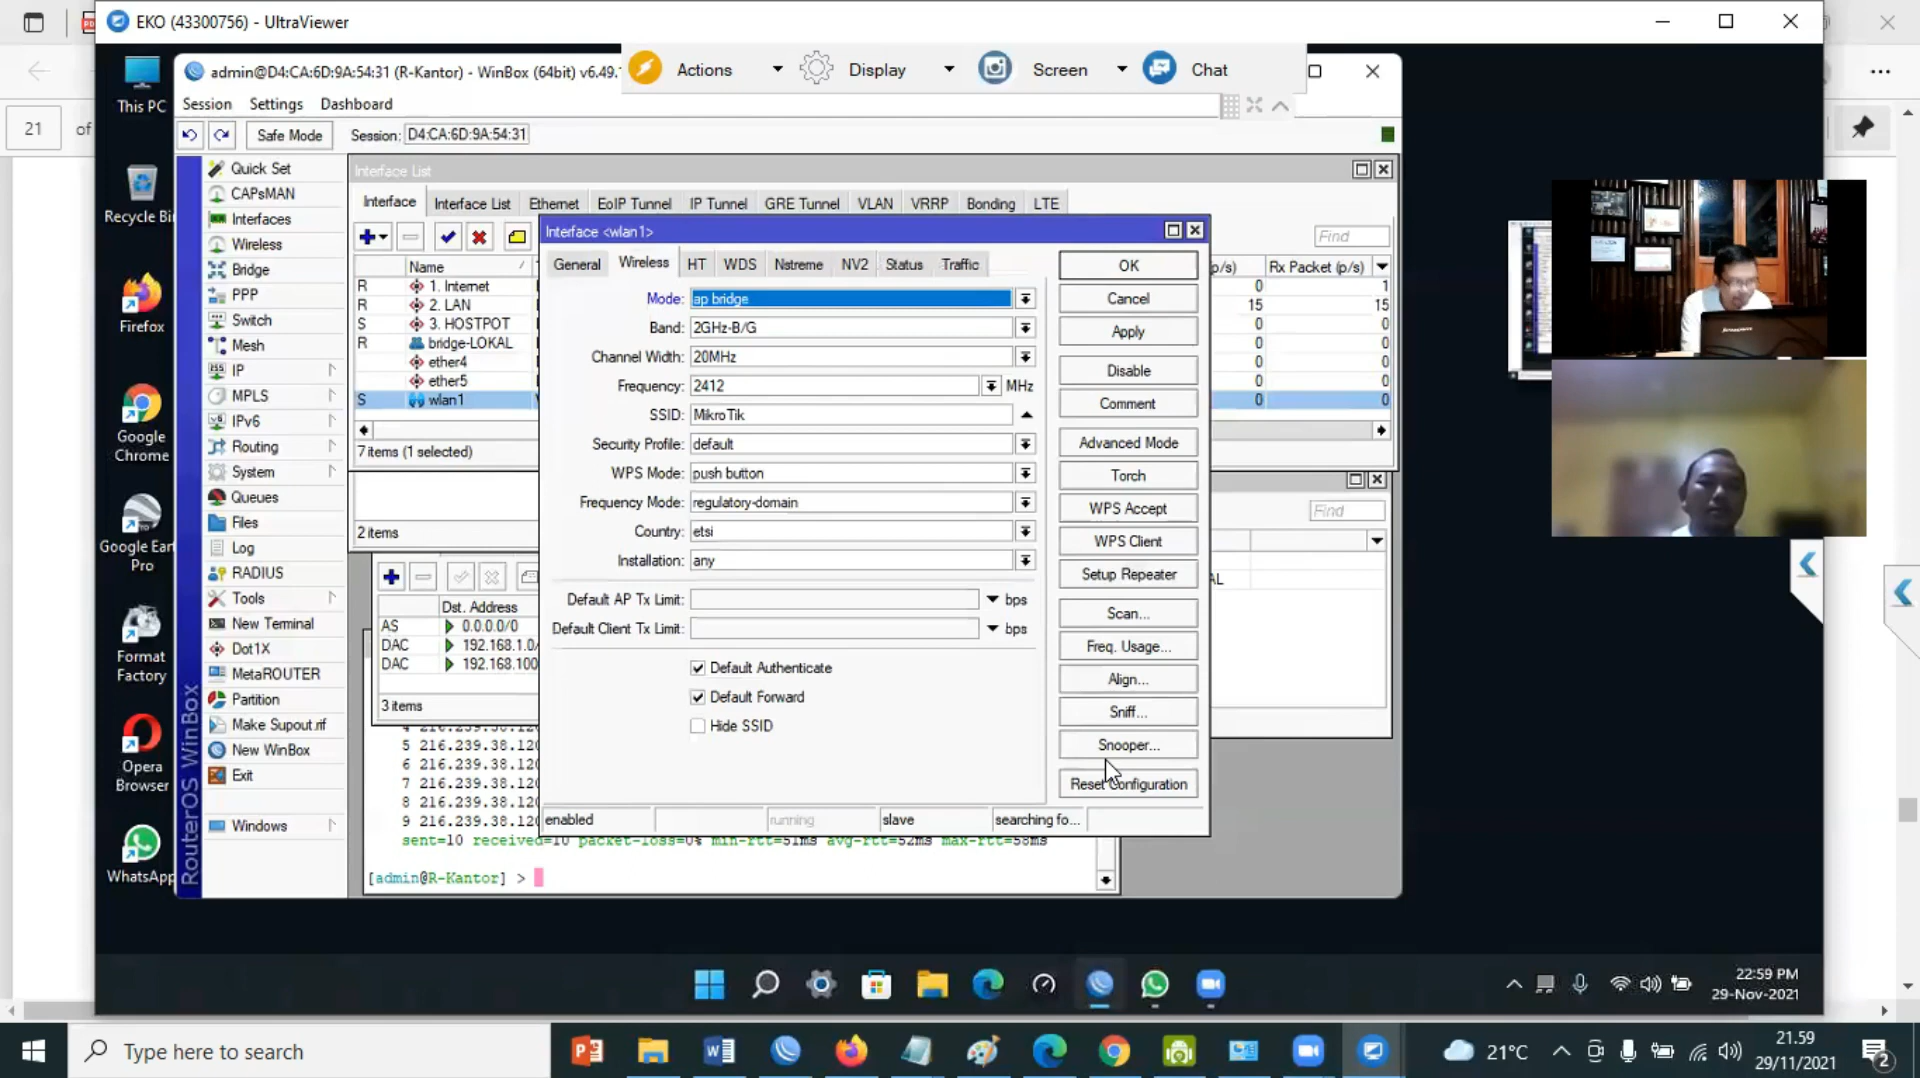 EKO (43300756) - UltraViewer
Actions
Display
Screen
Chat
21
of
admin@D4:CA:6D:9A:54:31 (R-Kantor) - WinBox (64bit) v6.49.
Session
Settings
Dashboard
Safe Mode
Session:
D4:CA:6D:9A:54:31
This PC
Recycle Bi
Firefox
Google
Chrome
Google Ear
Pro
Format
Factory
Opera
Browser
WhatsApp
RouterOS WinBox
Quick Set
CAPsMAN
Interfaces
Wireless
Bridge
PPP
Switch
Mesh
IP
MPLS
IPv6
Routing
System
Queues
Files
Log
RADIUS
Tools
New Terminal
Dot1X
MetaROUTER
Partition
Make Supout.rif
New WinBox
Exit
Windows
Interface List
Interface
Interface List
Ethernet
EoIP Tunnel
IP Tunnel
GRE Tunnel
VLAN
VRRP
Bonding
LTE
Find
Name
p/s)
Rx Packet (p/s)
R 1. Internet 0 1
R 2. LAN 15 15
S 3. HOSTPOT 0 0
R bridge-LOKAL 0 0
ether4 0 0
ether5 0 0
S wlan1 0 0
7 items (1 selected)
2 items
Find
AL
Dst. Address
AS 0.0.0.0/0
DAC 192.168.1.0/
DAC 192.168.100
3 items
Interface <wlan1>
General
Wireless
HT
WDS
Nstreme
NV2
Status
Traffic
Mode: ap bridge
Band: 2GHz-B/G
Channel Width: 20MHz
Frequency: 2412 MHz
SSID: MikroTik
Security Profile: default
WPS Mode: push button
Frequency Mode: regulatory-domain
Country: etsi
Installation: any
Default AP Tx Limit: bps
Default Client Tx Limit: bps
Default Authenticate
Default Forward
Hide SSID
OK
Cancel
Apply
Disable
Comment
Advanced Mode
Torch
WPS Accept
WPS Client
Setup Repeater
Scan...
Freq. Usage...
Align...
Sniff...
Snooper...
Reset Configuration
enabled
running
slave
searching fo...
5 216.239.38.120
6 216.239.38.120
7 216.239.38.120
8 216.239.38.120
9 216.239.38.120
sent=10 received=10 packet-loss=0% min-rtt=51ms avg-rtt=52ms max-rtt=58ms
[admin@R-Kantor] >
22:59 PM
29-Nov-2021
Type here to search
21°C
21.59
29/11/2021
2